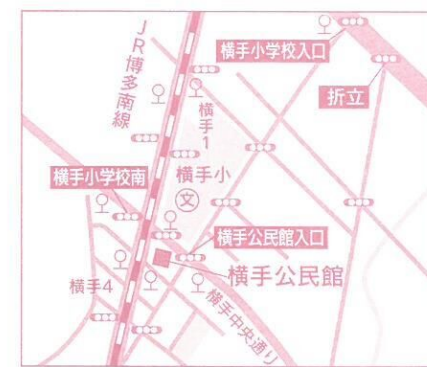 横手小学校入口
JR博多南線
折立
横手1
横手小
横手小学校南
文
横手公民館入口
横手公民館
横手4
横手中央通り